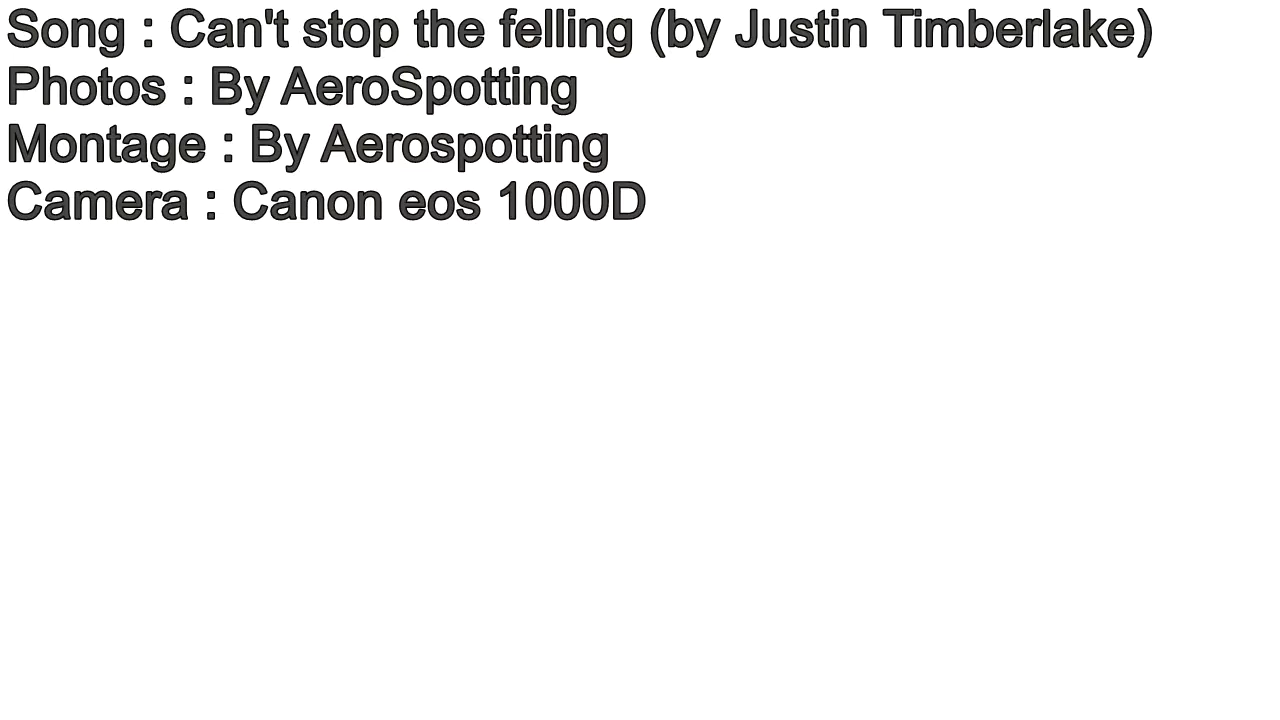 Song : Can't stop the felling (by Justin Timberlake)
Photos : By AeroSpotting
Montage : By Aerospotting
Camera : Canon eos 1000D